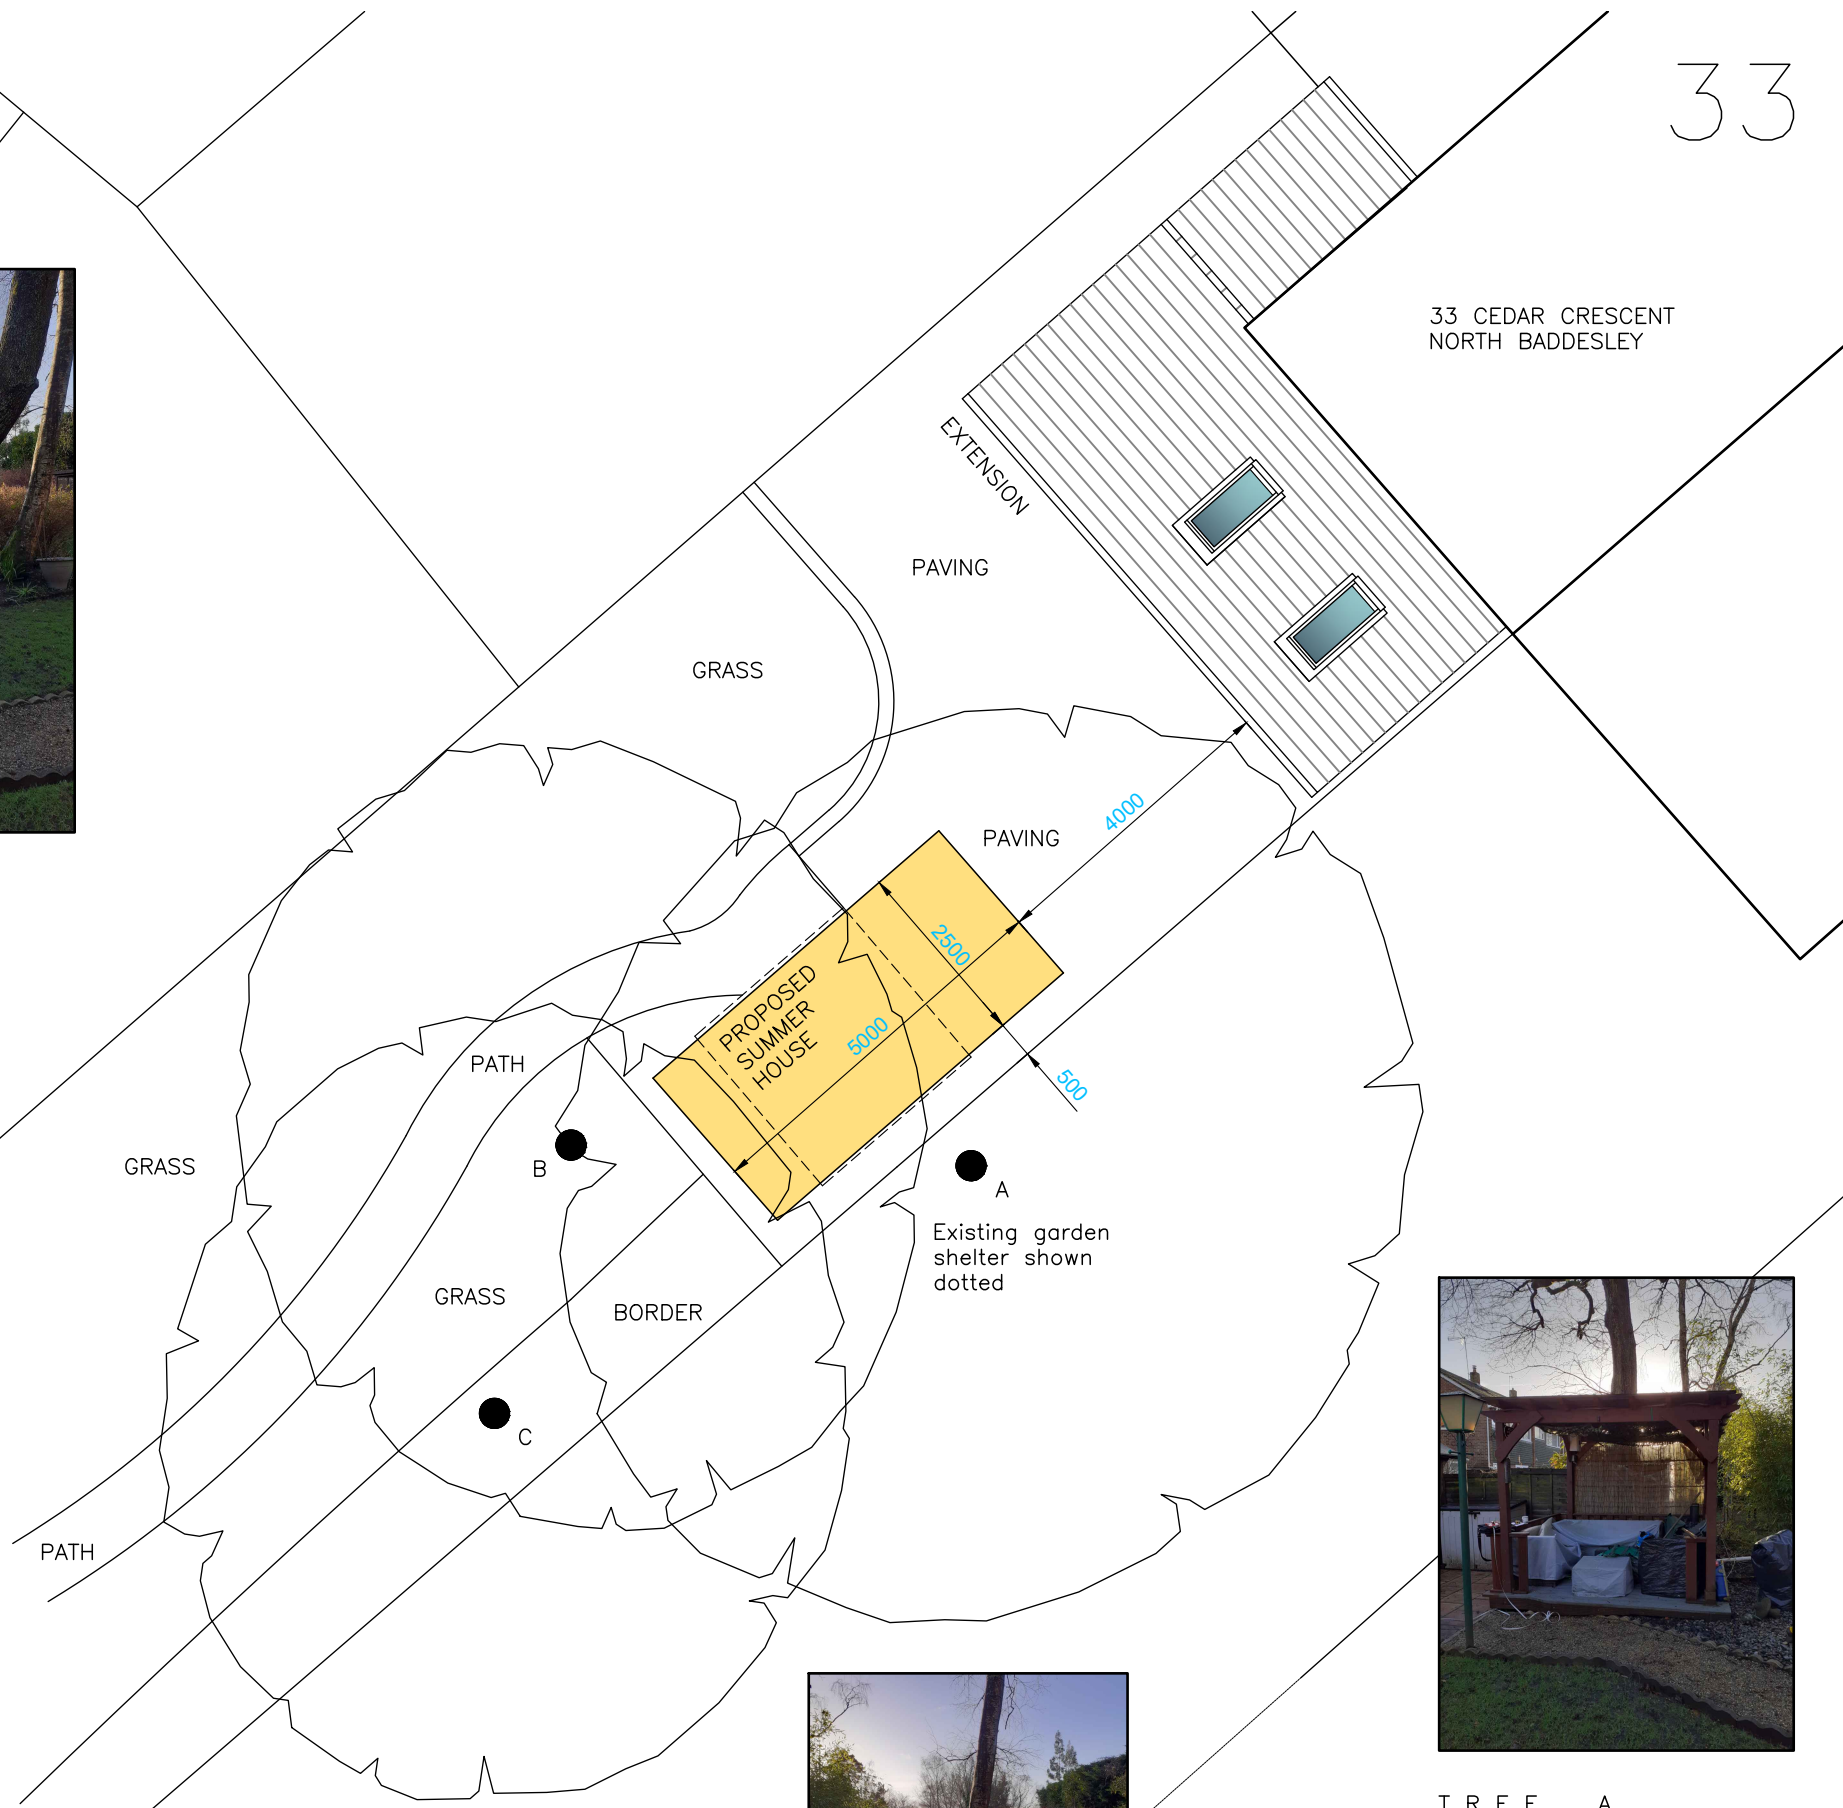 33
33 CEDAR CRESCENT
NORTH BADDESLEY
EXTENSION
PAVING
GRASS
4000
PAVING
2500
PROPOSED
SUMMER
HOUSE
5000
PATH
500
B
GRASS
A
Existing garden
shelter shown
dotted
GRASS
BORDER
C
PATH
TREE A